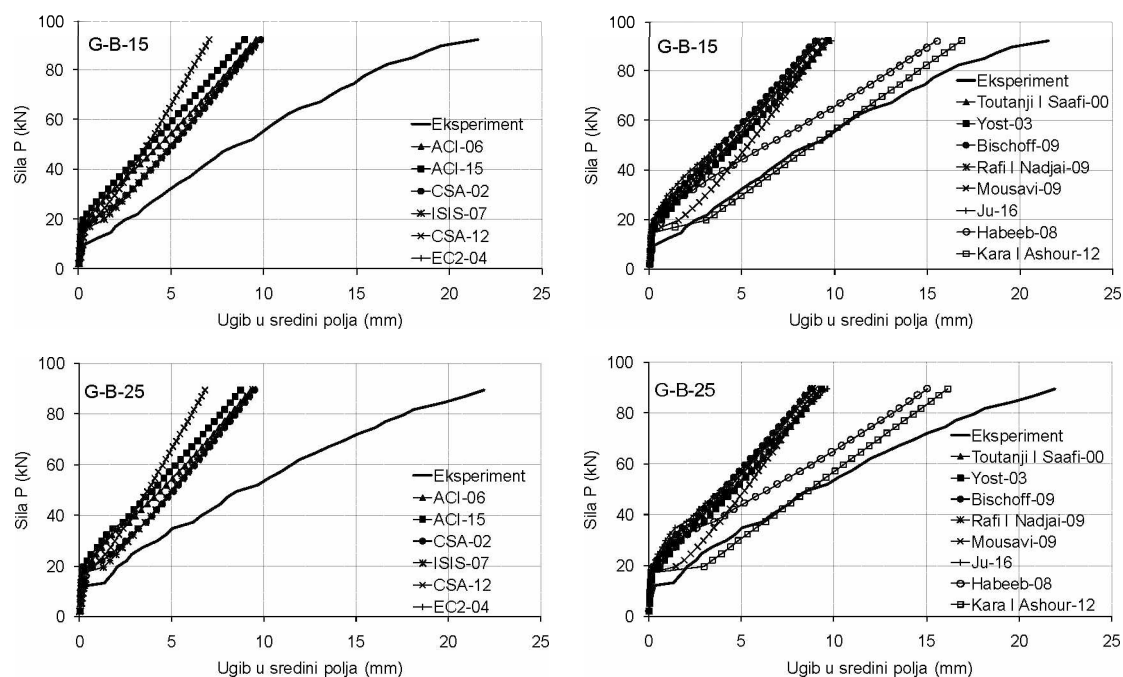 G-B-15
Sila P (kN)
100
80
60
40
20
0
0 5 10 15 20 25
Ugib u sredini polja (mm)
Eksperiment
ACI-06
ACI-15
CSA-02
ISIS-07
CSA-12
EC2-04
G-B-15
Sila P (kN)
100
80
60
40
20
0
0 5 10 15 20 25
Ugib u sredini polja (mm)
Eksperiment
Toutanji I Saafi-00
Yost-03
Bischoff-09
Rafi I Nadjai-09
Mousavi-09
Ju-16
Habeeb-08
Kara I Ashour-12
G-B-25
Sila P (kN)
100
80
60
40
20
0
0 5 10 15 20 25
Ugib u sredini polja (mm)
Eksperiment
ACI-06
ACI-15
CSA-02
ISIS-07
CSA-12
EC2-04
G-B-25
Sila P (kN)
100
80
60
40
20
0
0 5 10 15 20 25
Ugib u sredini polja (mm)
Eksperiment
Toutanji I Saafi-00
Yost-03
Bischoff-09
Rafi I Nadjai-09
Mousavi-09
Ju-16
Habeeb-08
Kara I Ashour-12